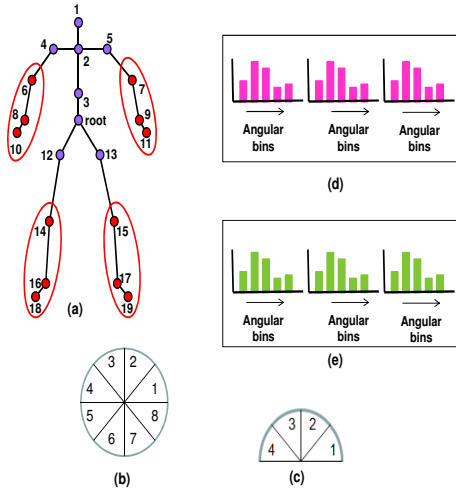 1
4
5
2
6
7
3
8
9
root
10
11
12
13
14
15
16
17
18
19
(a)
3 2
4 1
5 8
6 7
(b)
3 2
4 1
(c)
Angular bins
Angular bins
Angular bins
(d)
Angular bins
Angular bins
Angular bins
(e)